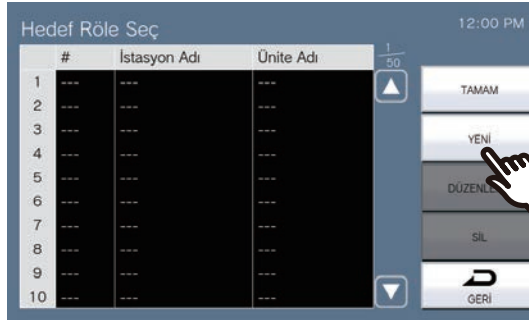 Hedef Röle Seç
12:00 PM
# İstasyon Adı Ünite Adı
1/50
1 --- --- ---
2 --- --- ---
3 --- --- ---
4 --- --- ---
5 --- --- ---
6 --- --- ---
7 --- --- ---
8 --- --- ---
9 --- --- ---
10 --- --- ---
TAMAM
YENİ
SİL
GERİ